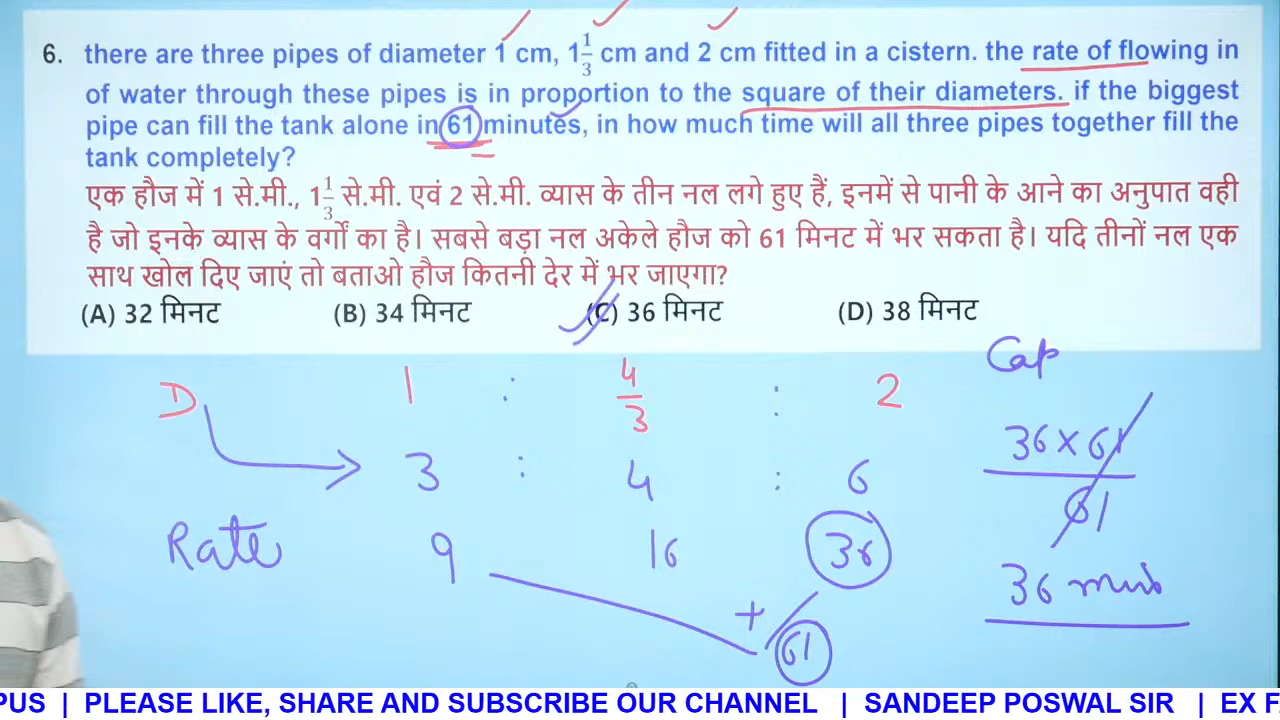 6. there are three pipes of diameter 1 cm, 1 1/3 cm and 2 cm fitted in a cistern. the rate of flowing in
of water through these pipes is in proportion to the square of their diameters. if the biggest
pipe can fill the tank alone in 61 minutes, in how much time will all three pipes together fill the
tank completely?
एक हौज में 1 से.मी., 1 1/3 से.मी. एवं 2 से.मी. व्यास के तीन नल लगे हुए हैं, इनमें से पानी के आने का अनुपात वही
है जो इनके व्यास के वर्गों का है। सबसे बड़ा नल अकेले हौज को 61 मिनट में भर सकता है। यदि तीनों नल एक
साथ खोल दिए जाएं तो बताओ हौज कितनी देर में भर जाएगा?
(A) 32 मिनट (B) 34 मिनट (C) 36 मिनट (D) 38 मिनट
Cap
D 1 : 4/3 : 2
36 x 61
3 : 4 : 6
61
Rate 9 16 36
36 mins
+ 61
PUS | PLEASE LIKE, SHARE AND SUBSCRIBE OUR CHANNEL | SANDEEP POSWAL SIR | EX FA